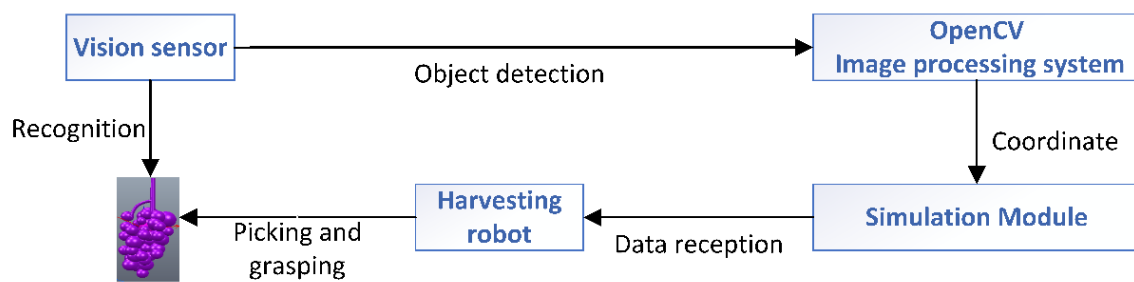 Vision sensor
OpenCV
Image processing system
Object detection
Recognition
Coordinate
Harvesting
robot
Simulation Module
Picking and
grasping
Data reception